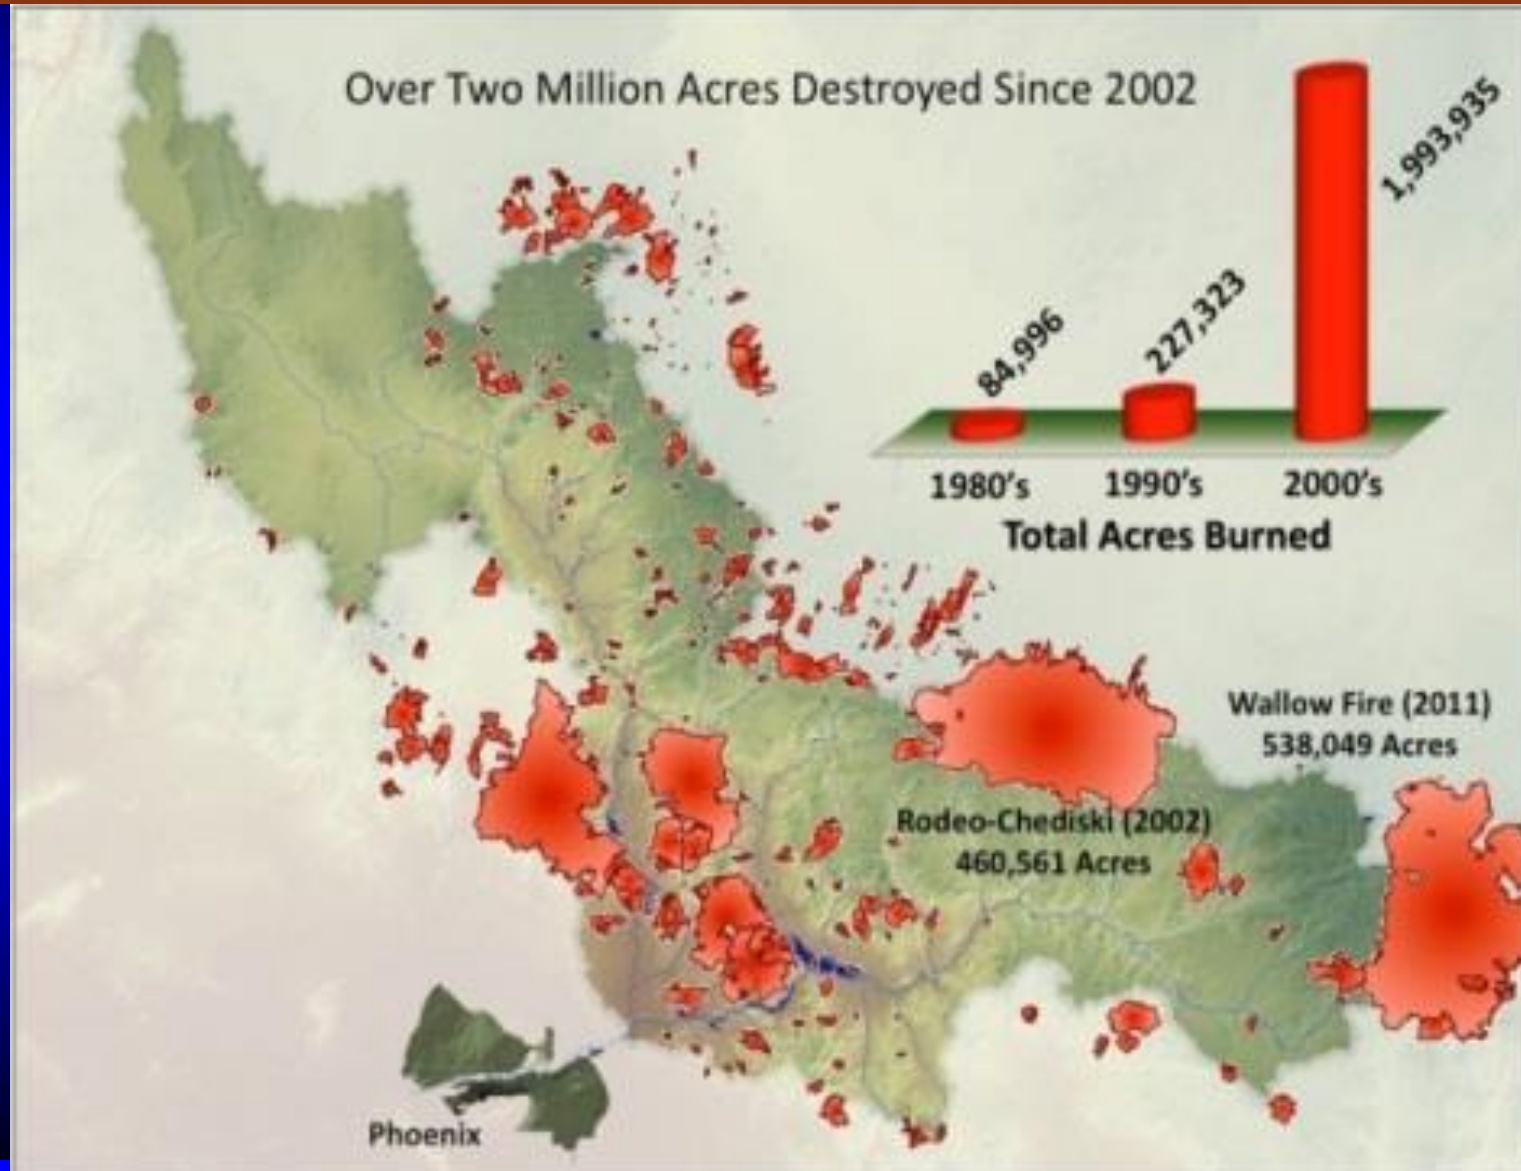 Over Two Million Acres Destroyed Since 2002
84,996
227,323
1,993,935
1980's
1990's
2000's
Total Acres Burned
Wallow Fire (2011)
538,049 Acres
Rodeo-Chediski (2002)
460,561 Acres
Phoenix